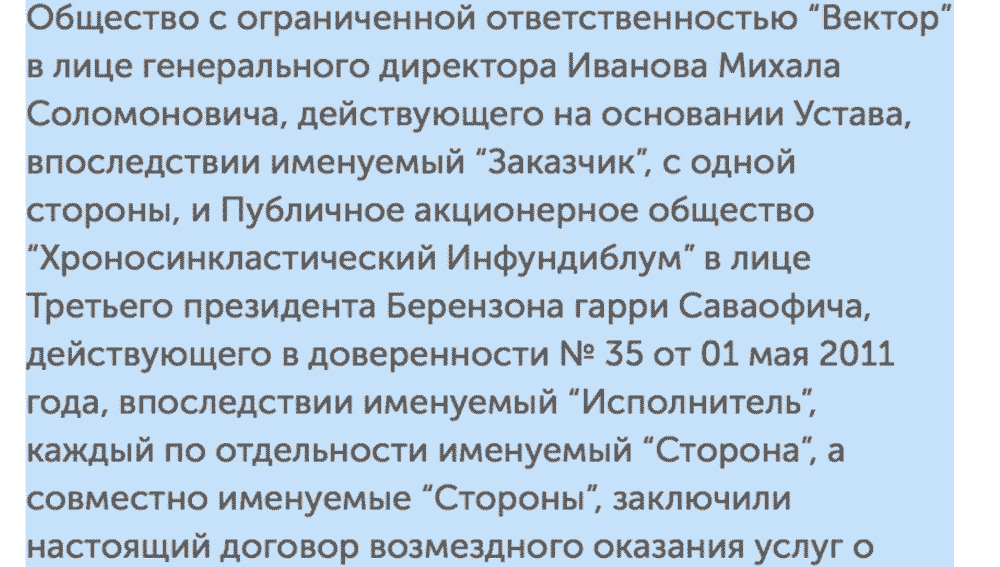 Общество с ограниченной ответственностью “Вектор”
в лице генерального директора Иванова Михала
Соломоновича, действующего на основании Устава,
впоследствии именуемый “Заказчик”, с одной
стороны, и Публичное акционерное общество
“Хроносинкластический Инфундиблум” в лице
Третьего президента Берензона гарри Саваофича,
действующего в доверенности № 35 от 01 мая 2011
года, впоследствии именуемый “Исполнитель”,
каждый по отдельности именуемый “Сторона”, а
совместно именуемые “Стороны”, заключили
настоящий договор возмездного оказания услуг о